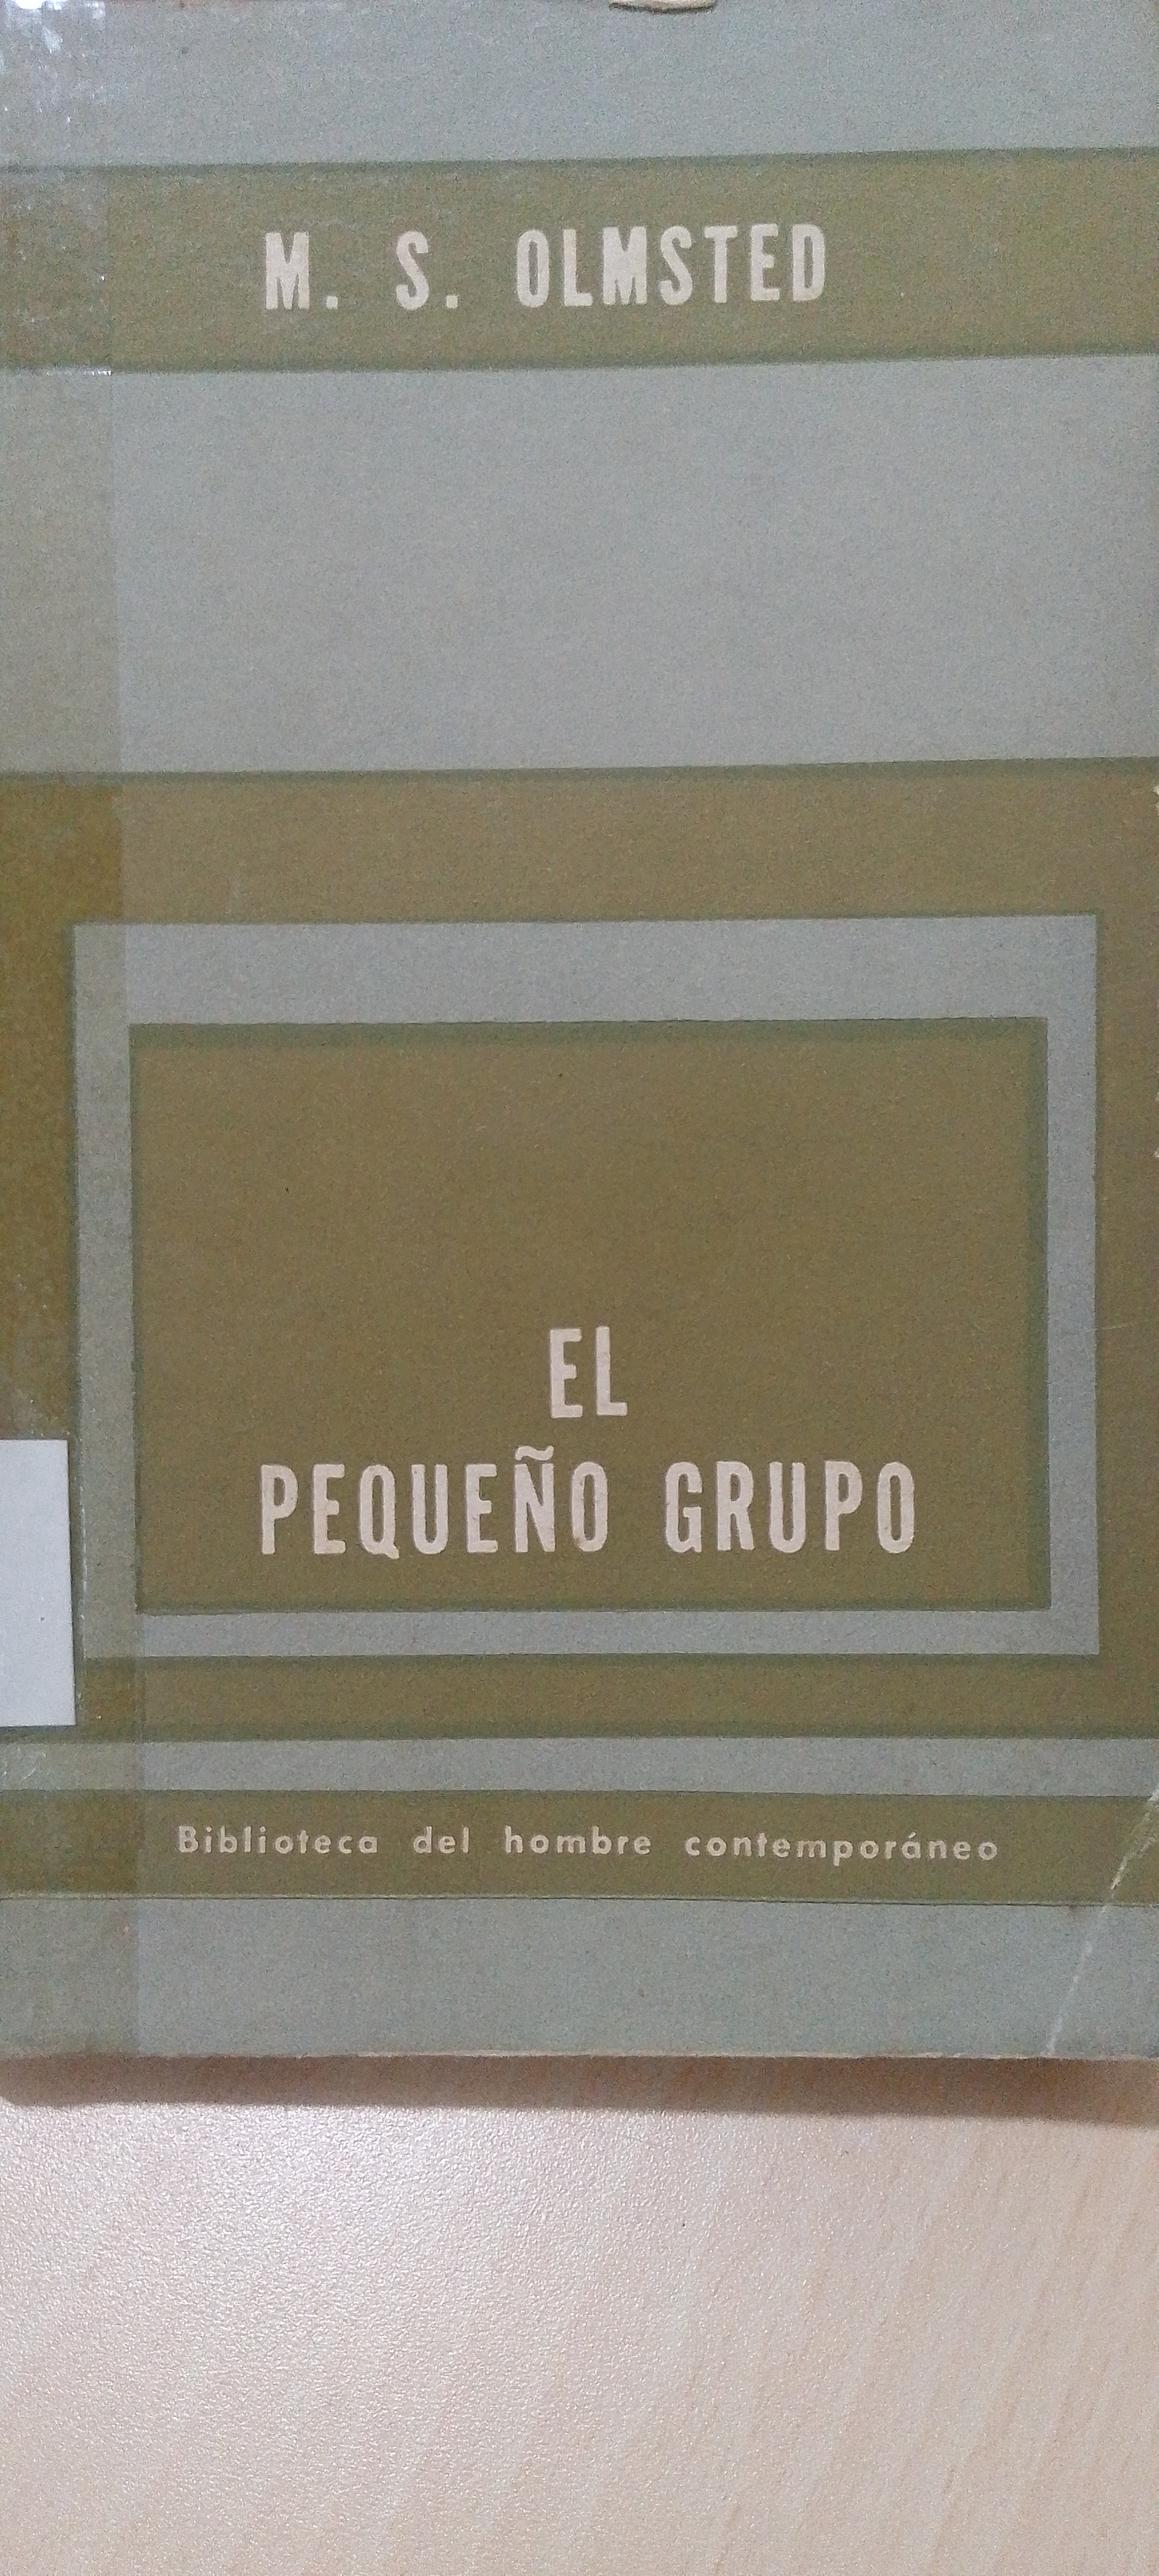 M. S. OLMSTED
EL
PEQUEÑO GRUPO
Biblioteca del hombre contemporáneo